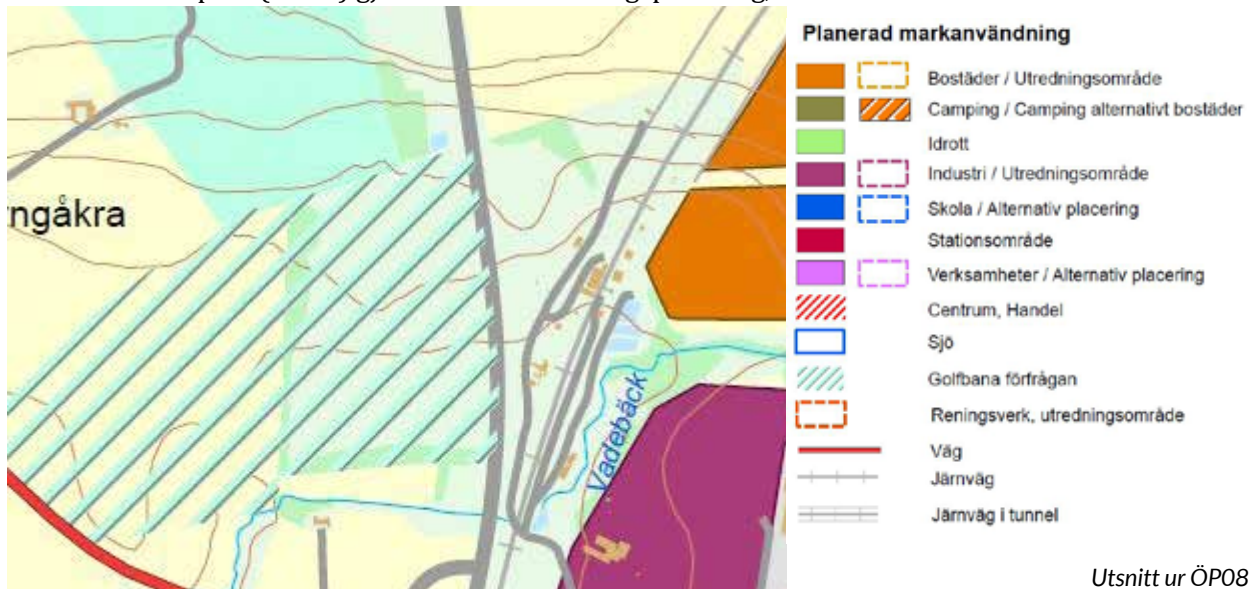 ngåkra
Vadebäck
Planerad markanvändning
Bostäder / Utredningsområde
Camping / Camping alternativt bostäder
Idrott
Industri / Utredningsområde
Skola / Alternativ placering
Stationsområde
Verksamheter / Alternativ placering
Centrum, Handel
Sjö
Golfbana förfrågan
Reningsverk, utredningsområde
Väg
Järnväg
Järnväg i tunnel
Utsnitt ur ÖP08